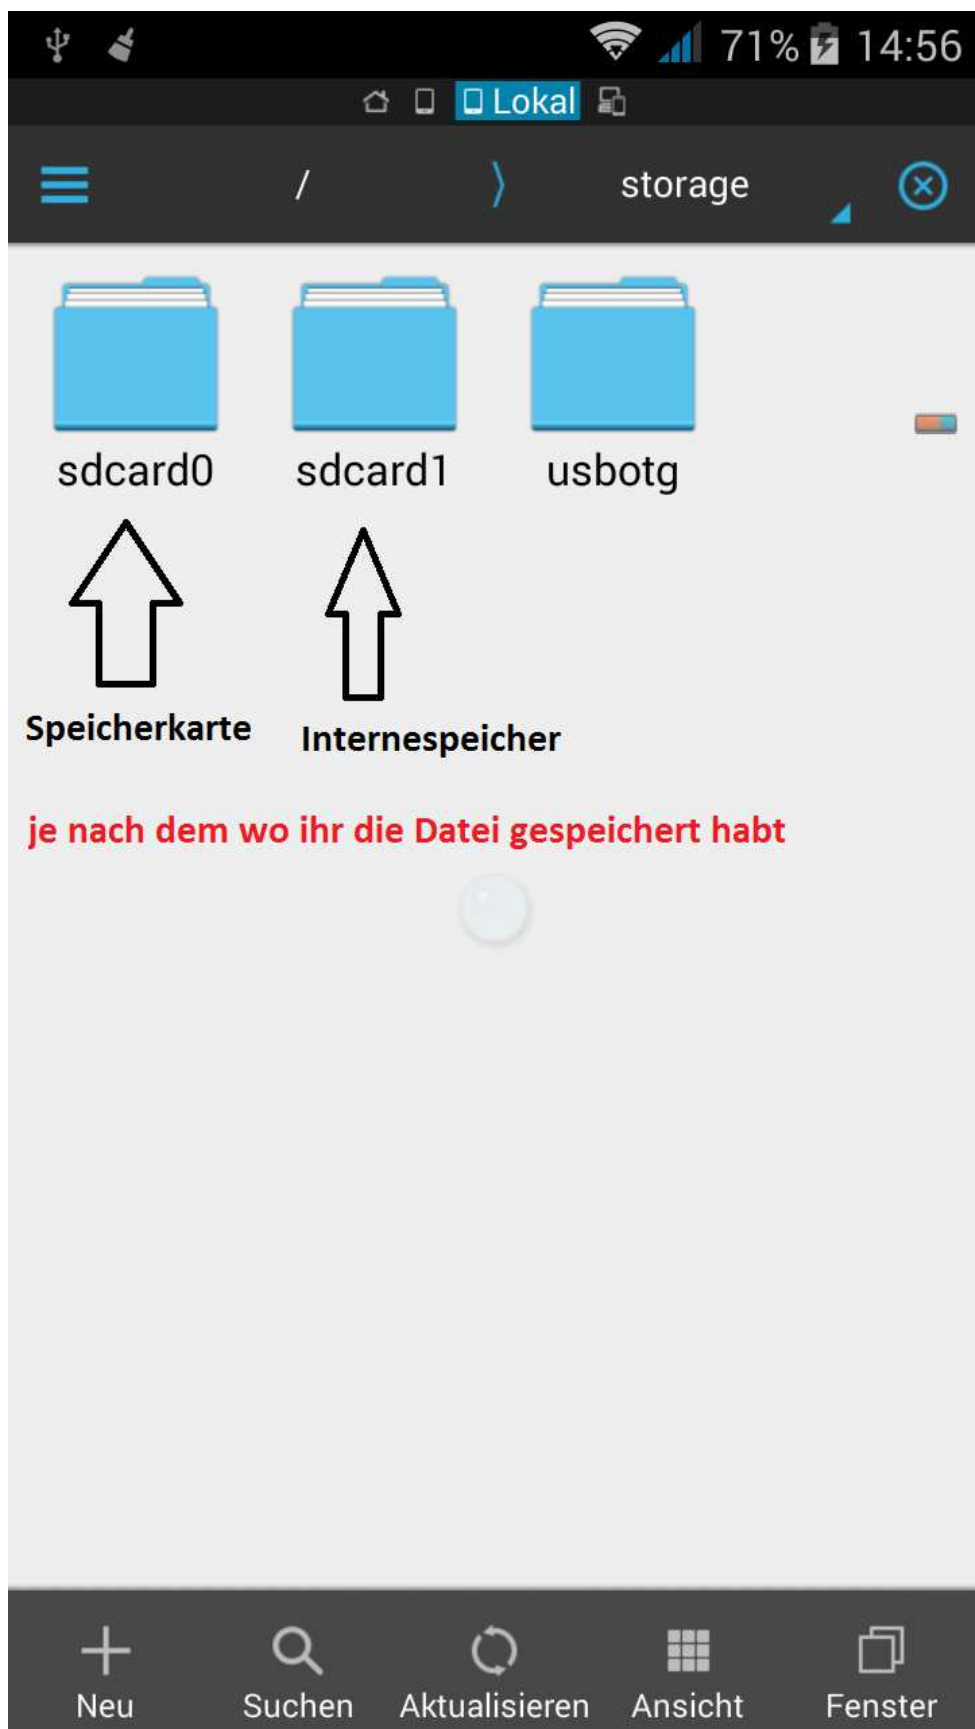 71% 14:56
Lokal
/ 〉 storage
sdcard0 sdcard1 usbotg
Speicherkarte Internespeicher
je nach dem wo ihr die Datei gespeichert habt
Neu Suchen Aktualisieren Ansicht Fenster